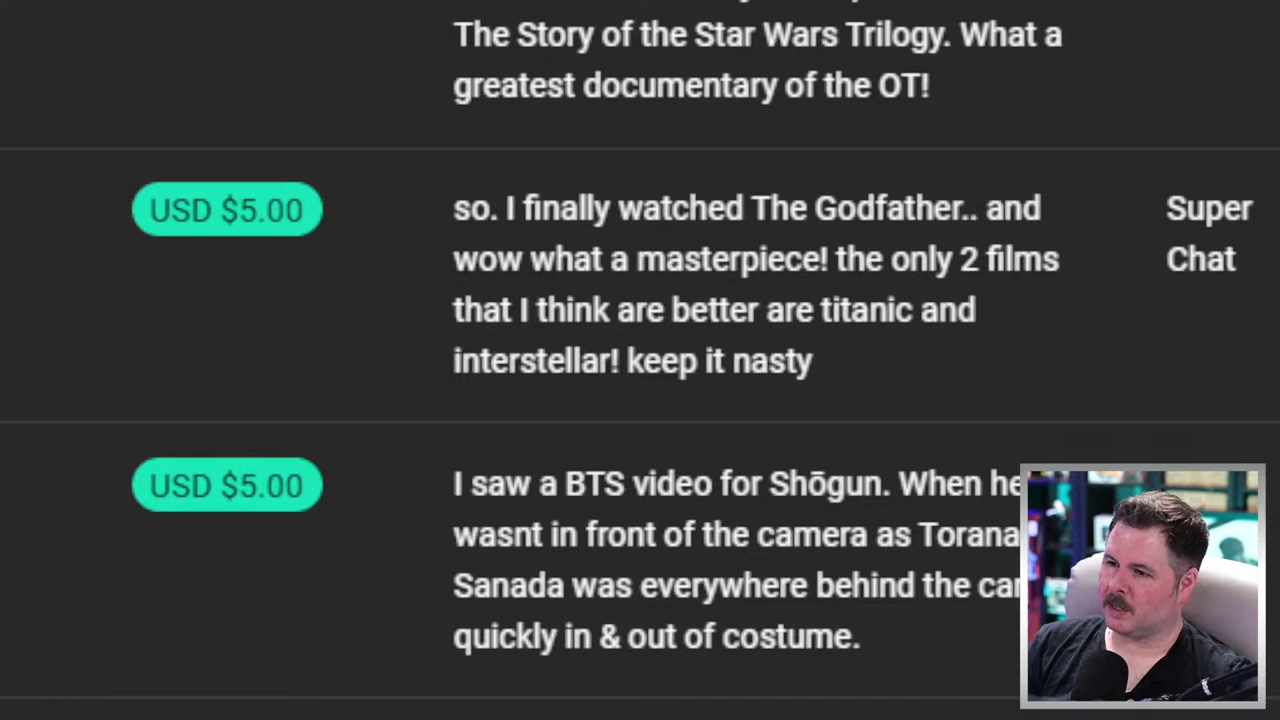 The Story of the Star Wars Trilogy. What a
greatest documentary of the OT!
USD $5.00
so. I finally watched The Godfather.. and
wow what a masterpiece! the only 2 films
that I think are better are titanic and
interstellar! keep it nasty
Super
Chat
USD $5.00
I saw a BTS video for Shōgun. When he
wasnt in front of the camera as Torana
Sanada was everywhere behind the
quickly in & out of costume.